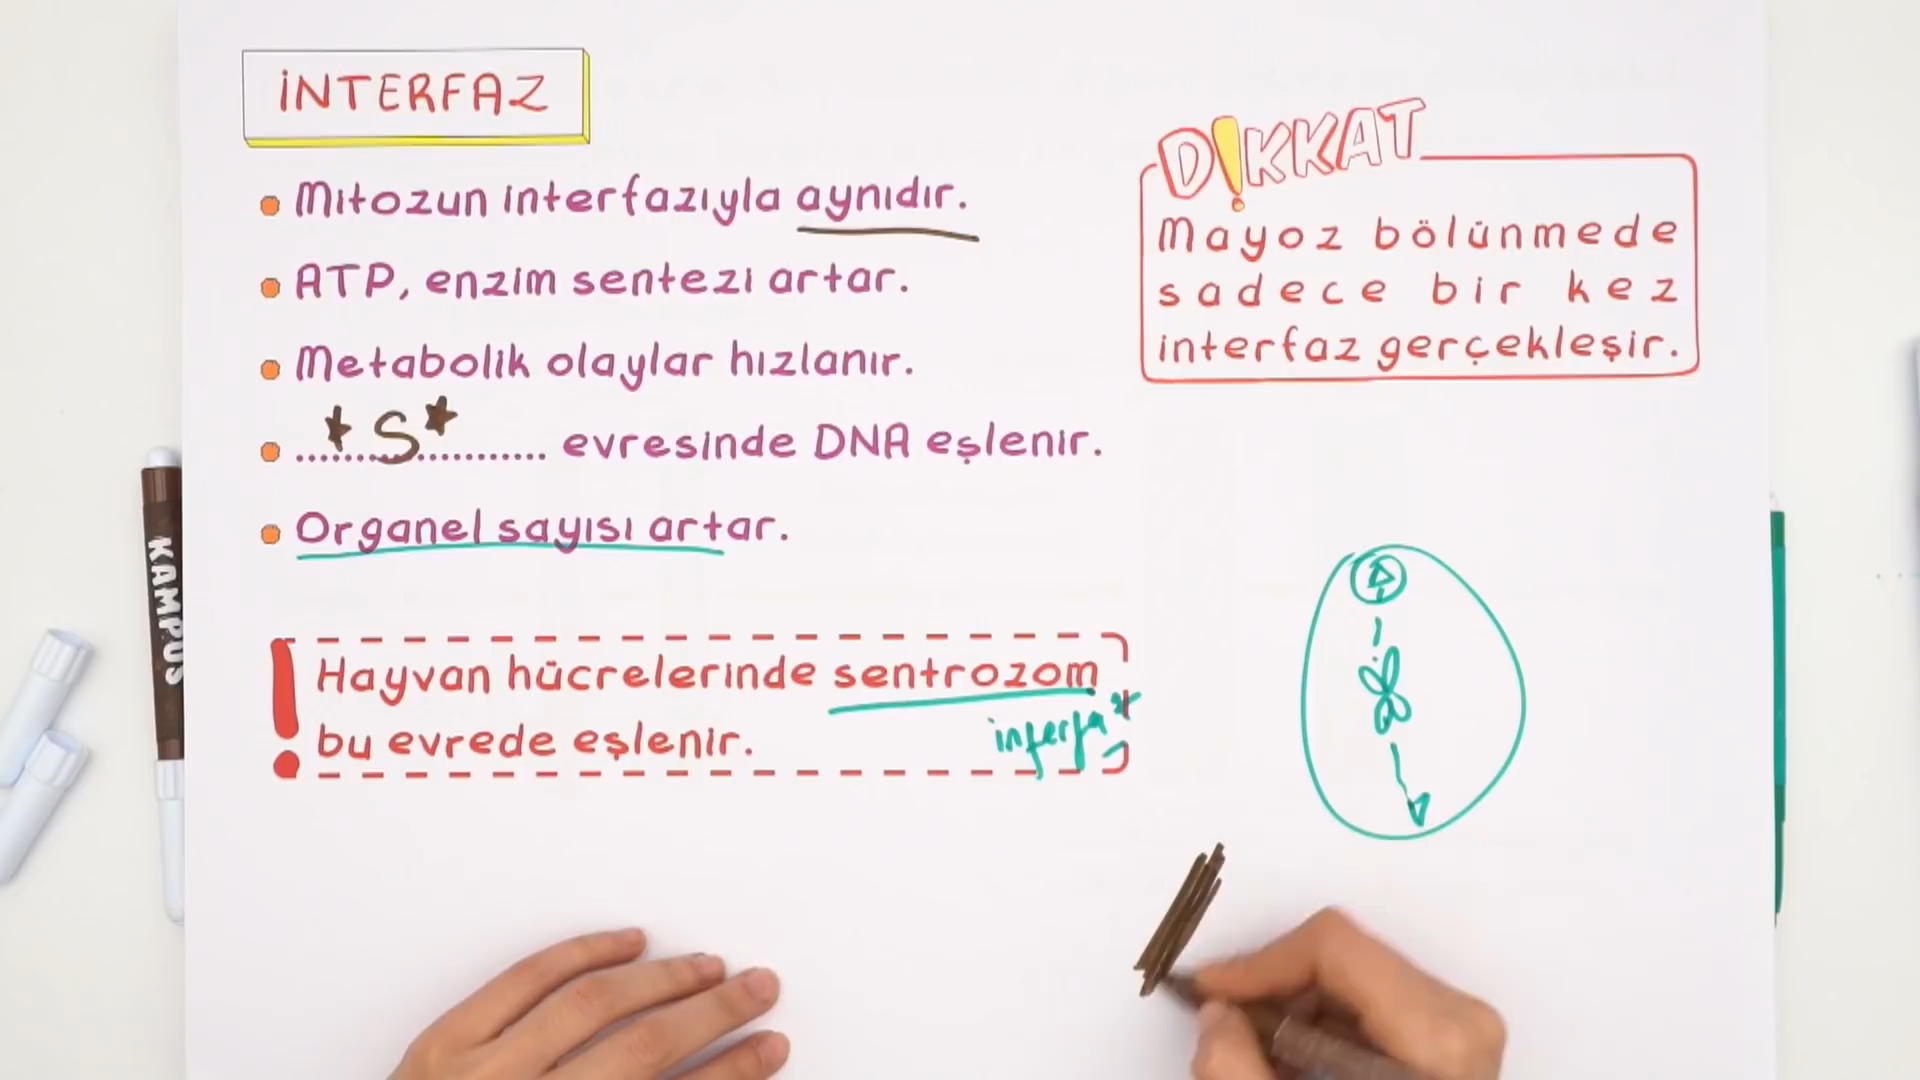 İNTERFAZ
Mitozun interfazıyla aynıdır.
ATP, enzim sentezi artar.
Metabolik olaylar hızlanır.
*S* .................... evresinde DNA eşlenir.
Organel sayısı artar.
! Hayvan hücrelerinde sentrozom
bu evrede eşlenir.
interfaz
DİKKAT
Mayoz bölünmede
sadece bir kez
interfaz gerçekleşir.
KAMPÜS